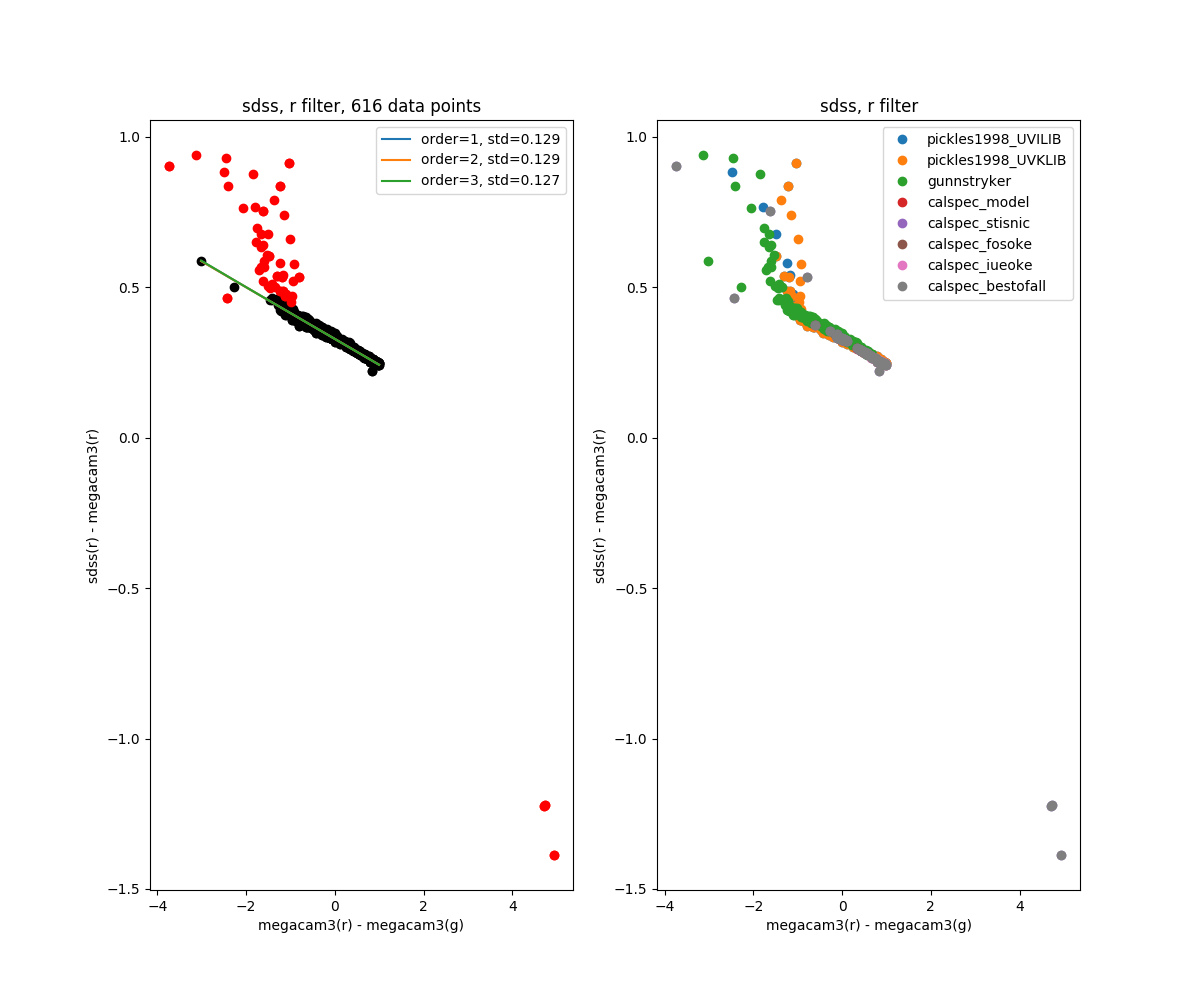 sdss, r filter, 616 data points
order=1, std=0.129
order=2, std=0.129
order=3, std=0.127
1.0
0.5
0.0
−0.5
−1.0
−1.5
sdss(r) - megacam3(r)
−4
−2
0
2
4
megacam3(r) - megacam3(g)
sdss, r filter
pickles1998_UVILIB
pickles1998_UVKLIB
gunnstryker
calspec_model
calspec_stisnic
calspec_fosoke
calspec_iueoke
calspec_bestofall
1.0
0.5
0.0
−0.5
−1.0
−1.5
sdss(r) - megacam3(r)
−4
−2
0
2
4
megacam3(r) - megacam3(g)